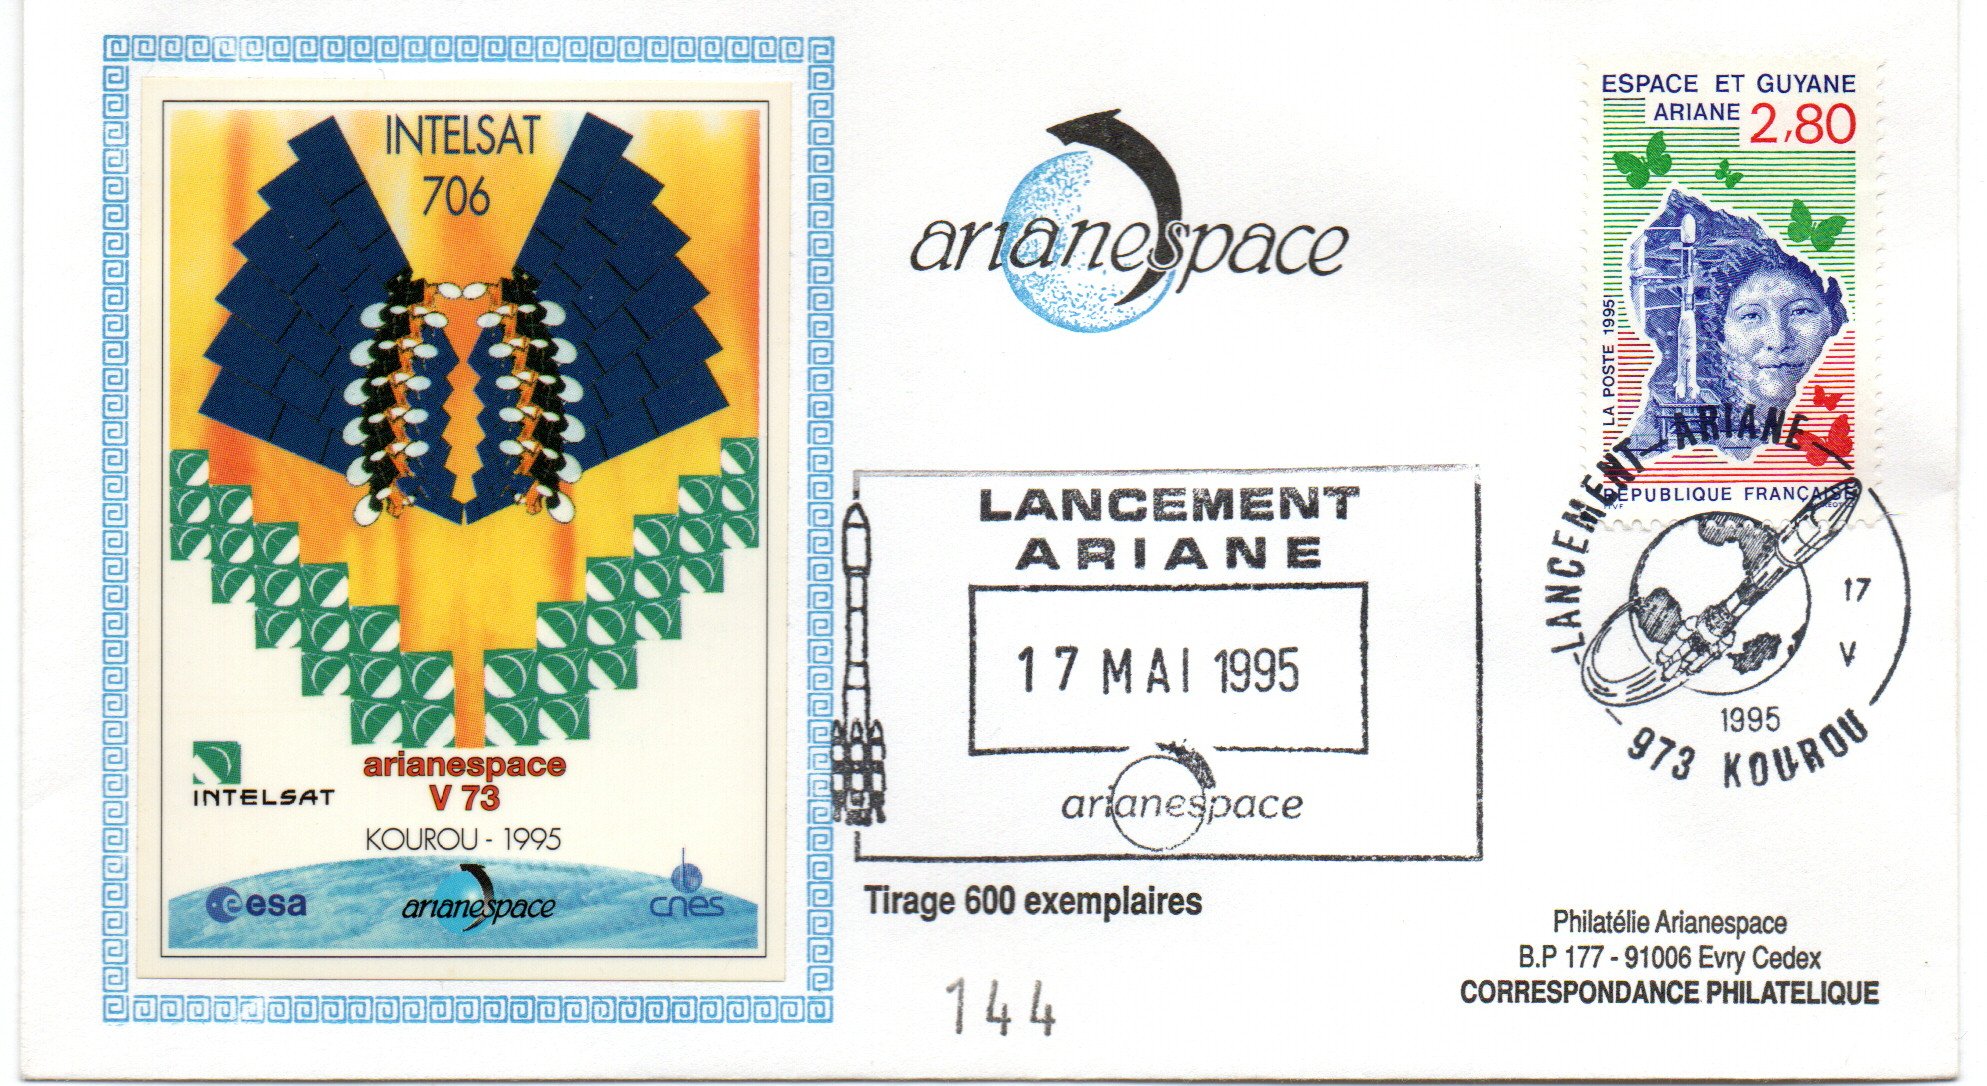 INTELSAT
706
INTELSAT
arianespace
V 73
KOUROU - 1995
esa
arianespace
cnes
arianespace
LANCEMENT
ARIANE
17 MAI 1995
arianespace
Tirage 600 exemplaires
144
ESPACE ET GUYANE
ARIANE 2,80
LA POSTE 1995
RÉPUBLIQUE FRANÇAISE
LANCEMENT - ARIANE
17
V
1995
973 KOUROU
Philatélie Arianespace
B.P 177 - 91006 Evry Cedex
CORRESPONDANCE PHILATELIQUE